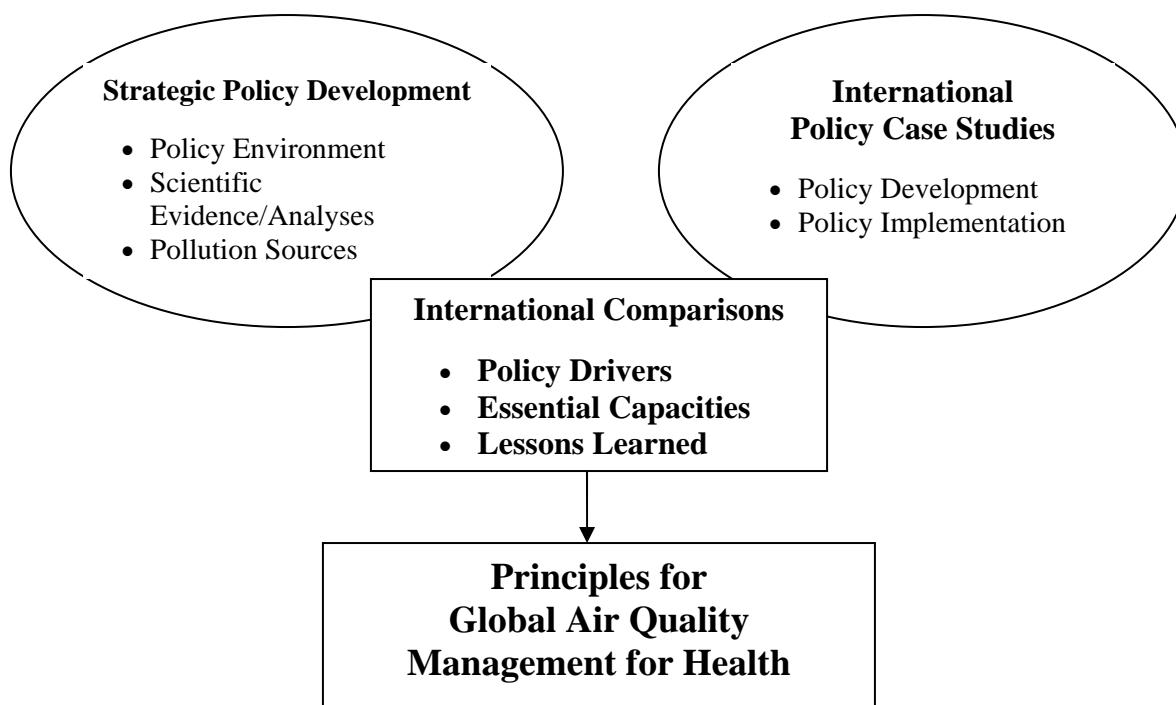 Strategic Policy Development
• Policy Environment
• Scientific
Evidence/Analyses
• Pollution Sources
International
Policy Case Studies
• Policy Development
• Policy Implementation
International Comparisons
• Policy Drivers
• Essential Capacities
• Lessons Learned
Principles for
Global Air Quality
Management for Health